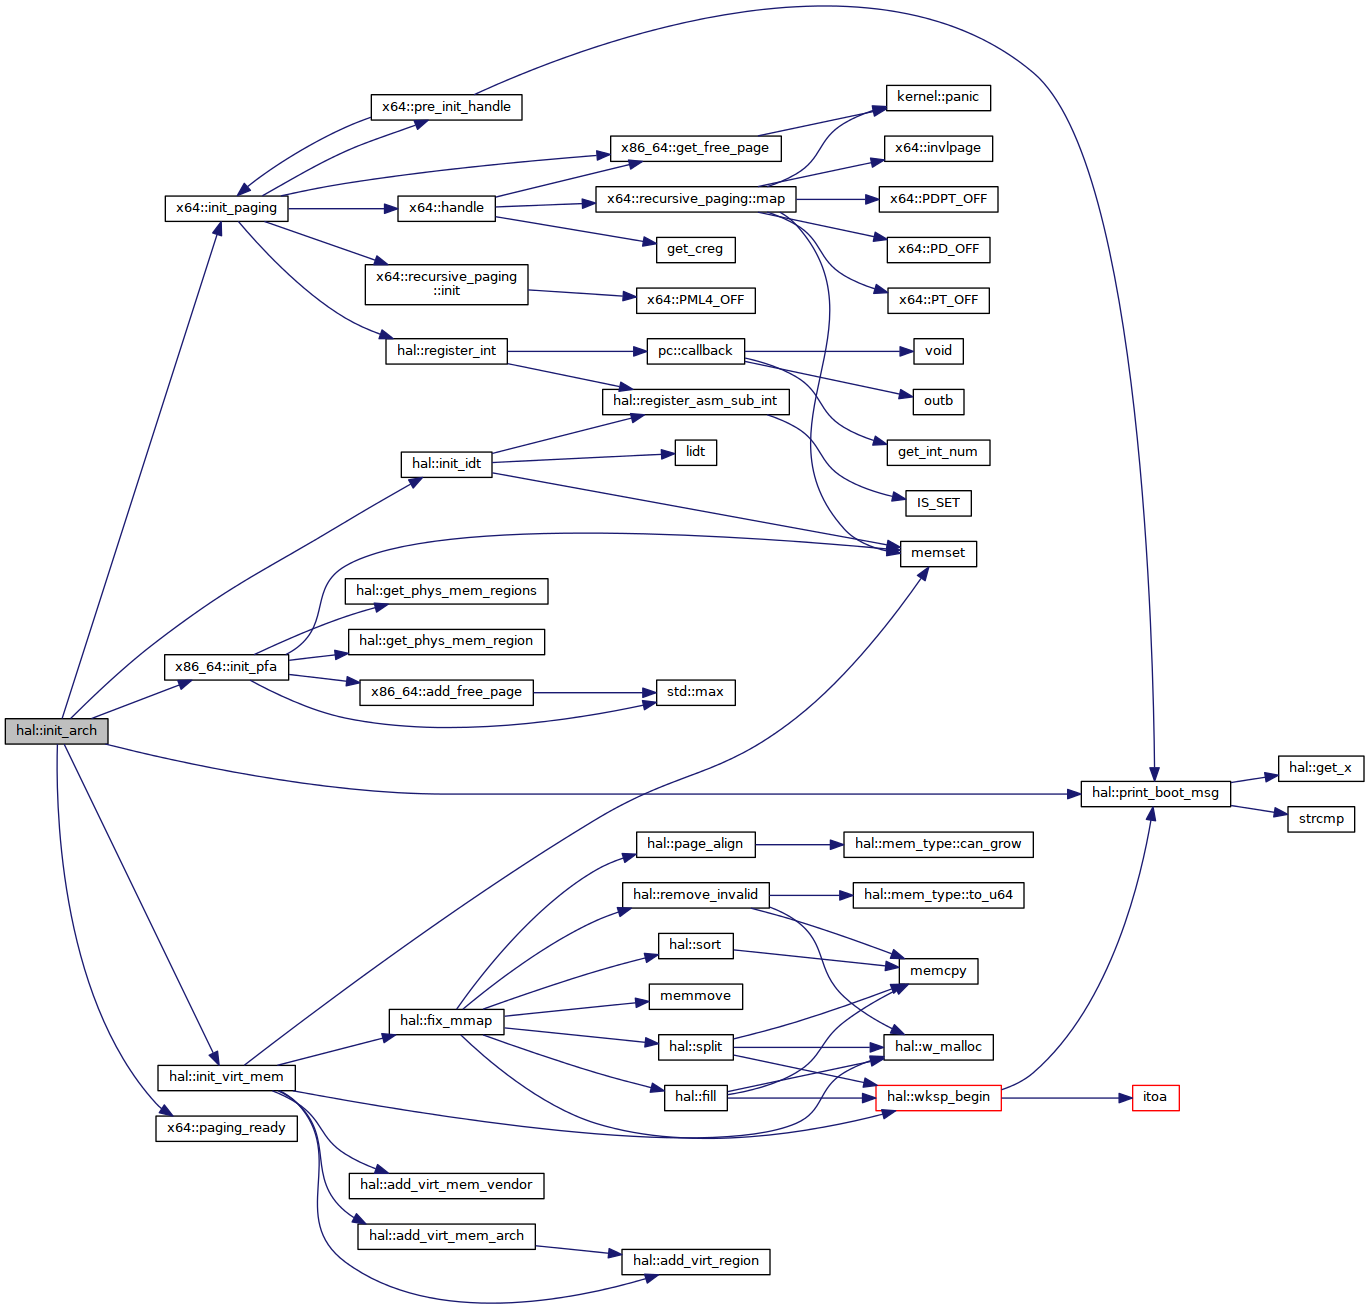 kernel::panic
x64::pre_init_handle
x86_64::get_free_page
x64::invlpage
x64::init_paging
x64::handle
x64::recursive_paging::map
x64::PDPT_OFF
get_creg
x64::PD_OFF
x64::recursive_paging
::init
x64::PML4_OFF
x64::PT_OFF
hal::register_int
pc::callback
void
hal::register_asm_sub_int
outb
hal::init_idt
lidt
get_int_num
IS_SET
memset
hal::get_phys_mem_regions
hal::get_phys_mem_region
x86_64::init_pfa
x86_64::add_free_page
std::max
hal::init_arch
hal::get_x
hal::print_boot_msg
strcmp
hal::page_align
hal::mem_type::can_grow
hal::remove_invalid
hal::mem_type::to_u64
hal::sort
memcpy
memmove
hal::fix_mmap
hal::split
hal::w_malloc
hal::init_virt_mem
hal::fill
hal::wksp_begin
itoa
x64::paging_ready
hal::add_virt_mem_vendor
hal::add_virt_mem_arch
hal::add_virt_region